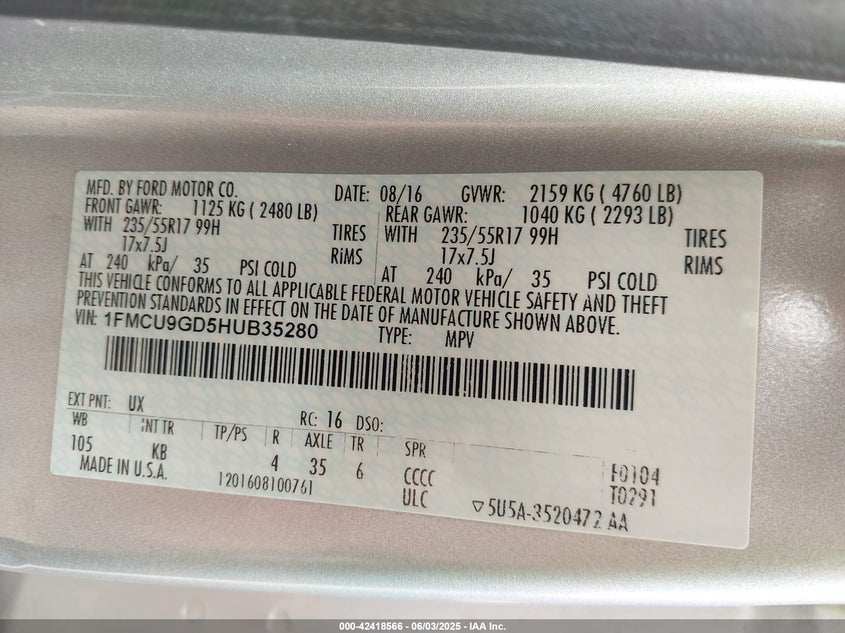 MFD. BY FORD MOTOR CO. DATE: 08/16 GVWR: 2159 KG ( 4760 LB)
FRONT GAWR: 1125 KG ( 2480 LB) REAR GAWR: 1040 KG ( 2293 LB)
WITH 235/55R17 99H TIRES WITH 235/55R17 99H TIRES
17x7.5J RiMS 17x7.5J RIMS
AT 240 kPa/ 35 PSI COLD AT 240 kPa/ 35 PSI COLD
THIS VEHICLE CONFORMS TO ALL APPLICABLE FEDERAL MOTOR VEHICLE SAFETY AND THEFT
PREVENTION STANDARDS IN EFFECT ON THE DATE OF MANUFACTURE SHOWN ABOVE.
VIN: 1FMCU9GD5HUB35280 TYPE: MPV
EXT PNT: UX RC: 16 DSO:
WB INT TR TP/PS R AXLE TR SPR
105 KB 4 35 6 CCCC F0104
MADE IN U.S.A. 1201608100761 ULC T0291
▽5U5A-3520472 AA
000-42418566 - 06/03/2025 - IAA Inc.